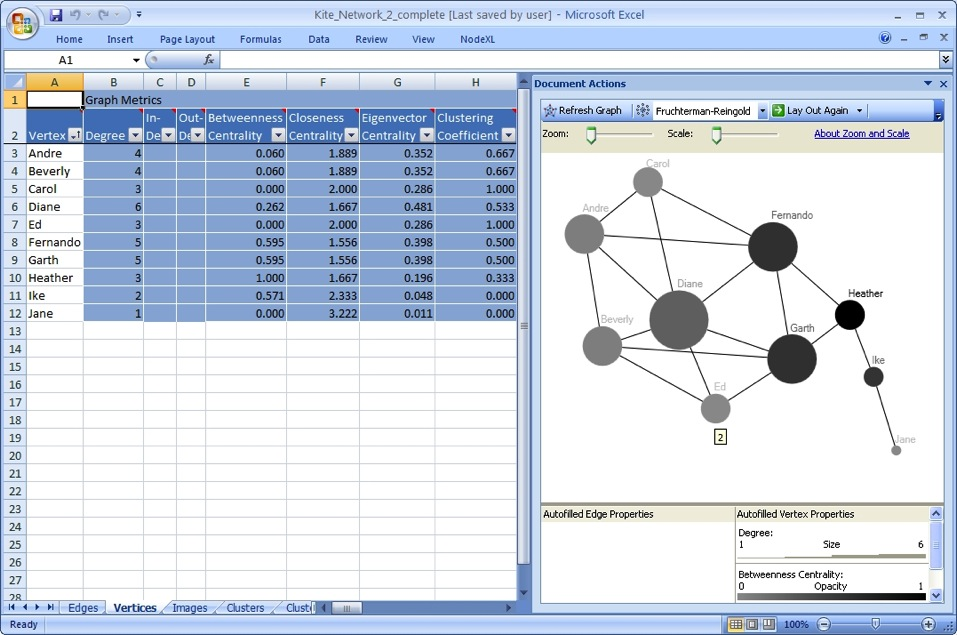 Kite_Network_2_complete [Last saved by user] - Microsoft Excel
Home Insert Page Layout Formulas Data Review View NodeXL
A1 fx
Document Actions
Refresh Graph Fruchterman-Reingold Lay Out Again
Zoom: Scale: About Zoom and Scale
A B C D E F G H
1 Graph Metrics
In- Out- Betweenness Closeness Eigenvector Clustering
2 Vertex Degree De De Centrality Centrality Centrality Coefficient
3 Andre 4 0.060 1.889 0.352 0.667
4 Beverly 4 0.060 1.889 0.352 0.667
5 Carol 3 0.000 2.000 0.286 1.000
6 Diane 6 0.262 1.667 0.481 0.533
7 Ed 3 0.000 2.000 0.286 1.000
8 Fernando 5 0.595 1.556 0.398 0.500
9 Garth 5 0.595 1.556 0.398 0.500
10 Heather 3 1.000 1.667 0.196 0.333
11 Ike 2 0.571 2.333 0.048 0.000
12 Jane 1 0.000 3.222 0.011 0.000
13
14
15
16
17
18
19
20
21
22
23
24
25
26
27
28
Carol
Andre
Fernando
Diane
Heather
Beverly
Garth
Ike
Ed
Jane
2
Autofilled Edge Properties
Autofilled Vertex Properties
Degree:
1 Size 6
Betweenness Centrality:
0 Opacity 1
Edges Vertices Images Clusters Clust
Ready 100%